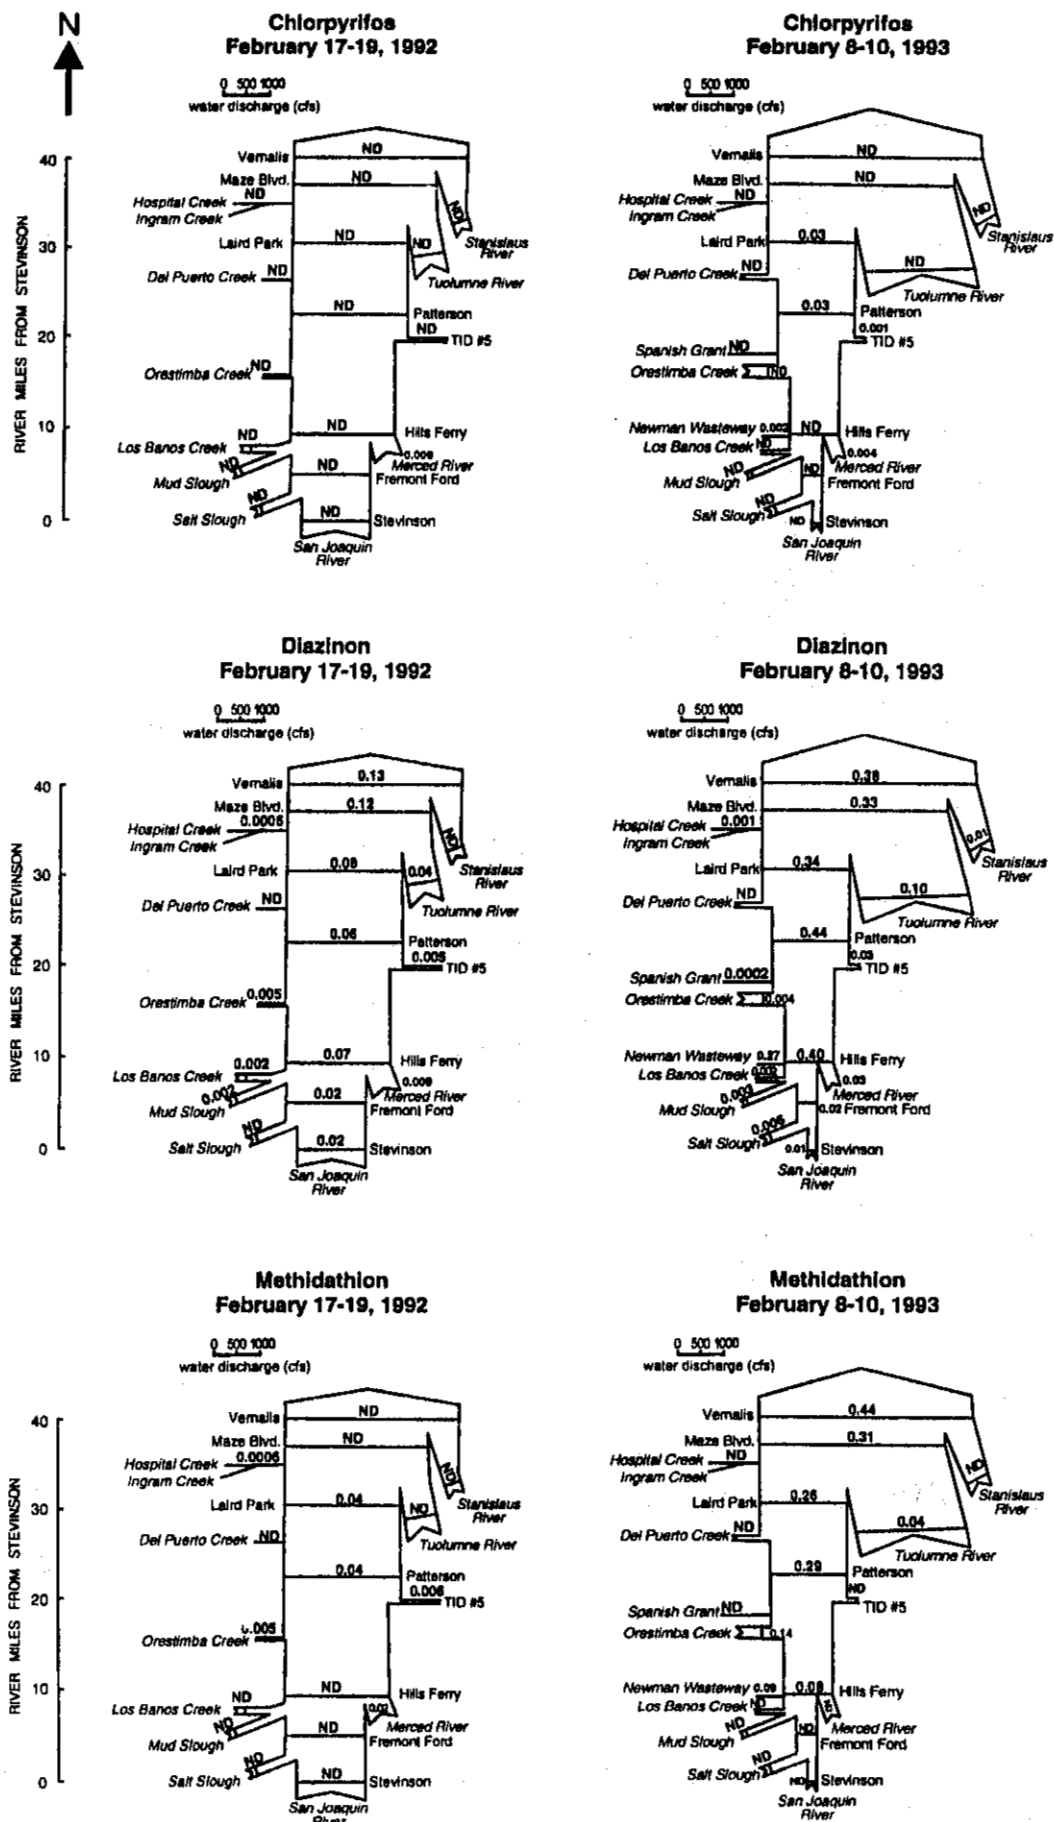 N
Chlorpyrifos
February 17-19, 1992
0 500 1000
water discharge (cfs)
RIVER MILES FROM STEVINSON
40
30
20
10
0
Vernalis ND
Maze Blvd. ND
Hospital Creek ND
Ingram Creek
ND Stanislaus River
Laird Park ND
ND Tuolumne River
Del Puerto Creek ND
ND Patterson
ND TID #5
Orestimba Creek ND
Hills Ferry ND
Los Banos Creek ND
0.009 Merced River
Mud Slough ND
ND Fremont Ford
Salt Slough ND
ND Stevinson
San Joaquin River
Chlorpyrifos
February 8-10, 1993
0 500 1000
water discharge (cfs)
Vernalis ND
Maze Blvd. ND
Hospital Creek ND
Ingram Creek
ND Stanislaus River
Laird Park 0.03
ND Tuolumne River
Del Puerto Creek ND
0.03 Patterson
0.001 TID #5
Spanish Grant ND
Orestimba Creek ND
Newman Wasteway 0.002
ND Hills Ferry
Los Banos Creek ND
0.004 Merced River
Mud Slough ND
ND Fremont Ford
Salt Slough ND
ND Stevinson
San Joaquin River
Diazinon
February 17-19, 1992
0 500 1000
water discharge (cfs)
RIVER MILES FROM STEVINSON
40
30
20
10
0
Vernalis 0.13
Maze Blvd. 0.12
Hospital Creek 0.0006
Ingram Creek
ND Stanislaus River
Laird Park 0.08
0.04 Tuolumne River
Del Puerto Creek ND
0.06 Patterson
0.005 TID #5
Orestimba Creek 0.005
0.07 Hills Ferry
Los Banos Creek 0.002
0.009 Merced River
Mud Slough 0.002
0.02 Fremont Ford
Salt Slough ND
0.02 Stevinson
San Joaquin River
Diazinon
February 8-10, 1993
0 500 1000
water discharge (cfs)
Vernalis 0.38
Maze Blvd. 0.33
Hospital Creek 0.001
Ingram Creek
0.01 Stanislaus River
Laird Park 0.34
0.10 Tuolumne River
Del Puerto Creek ND
0.44 Patterson
0.03 TID #5
Spanish Grant 0.0002
Orestimba Creek 0.004
Newman Wasteway 0.27
0.40 Hills Ferry
Los Banos Creek
0.03 Merced River
Mud Slough 0.003
0.02 Fremont Ford
Salt Slough 0.005
0.01 Stevinson
San Joaquin River
Methidathion
February 17-19, 1992
0 500 1000
water discharge (cfs)
RIVER MILES FROM STEVINSON
40
30
20
10
0
Vernalis ND
Maze Blvd. ND
Hospital Creek 0.0006
Ingram Creek
ND Stanislaus River
Laird Park 0.04
ND Tuolumne River
Del Puerto Creek ND
0.04 Patterson
0.006 TID #5
Orestimba Creek 0.005
ND Hills Ferry
Los Banos Creek ND
0.02 Merced River
Mud Slough ND
ND Fremont Ford
Salt Slough ND
ND Stevinson
San Joaquin River
Methidathion
February 8-10, 1993
0 500 1000
water discharge (cfs)
Vernalis 0.44
Maze Blvd. 0.31
Hospital Creek ND
Ingram Creek
ND Stanislaus River
Laird Park 0.26
0.04 Tuolumne River
Del Puerto Creek ND
0.29 Patterson
ND TID #5
Spanish Grant ND
Orestimba Creek 0.14
Newman Wasteway 0.09
0.08 Hills Ferry
Los Banos Creek ND
ND Merced River
Mud Slough ND
ND Fremont Ford
Salt Slough ND
ND Stevinson
San Joaquin River